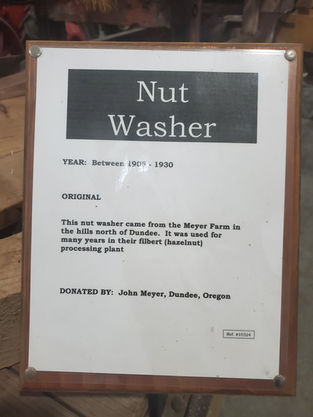 Nut
Washer
YEAR: Between - 1930
ORIGINAL
This nut washer came from the Meyer Farm in
the hills north of Dundee. It was used for
many years in their filbert (hazelnut)
processing plant
DONATED BY: John Meyer, Dundee, Oregon
Ref.